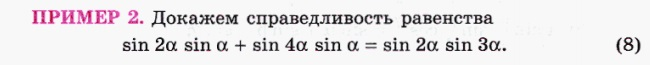 ПРИМЕР 2. Докажем справедливость равенства
sin 2α sin α + sin 4α sin α = sin 2α sin 3α. (8)